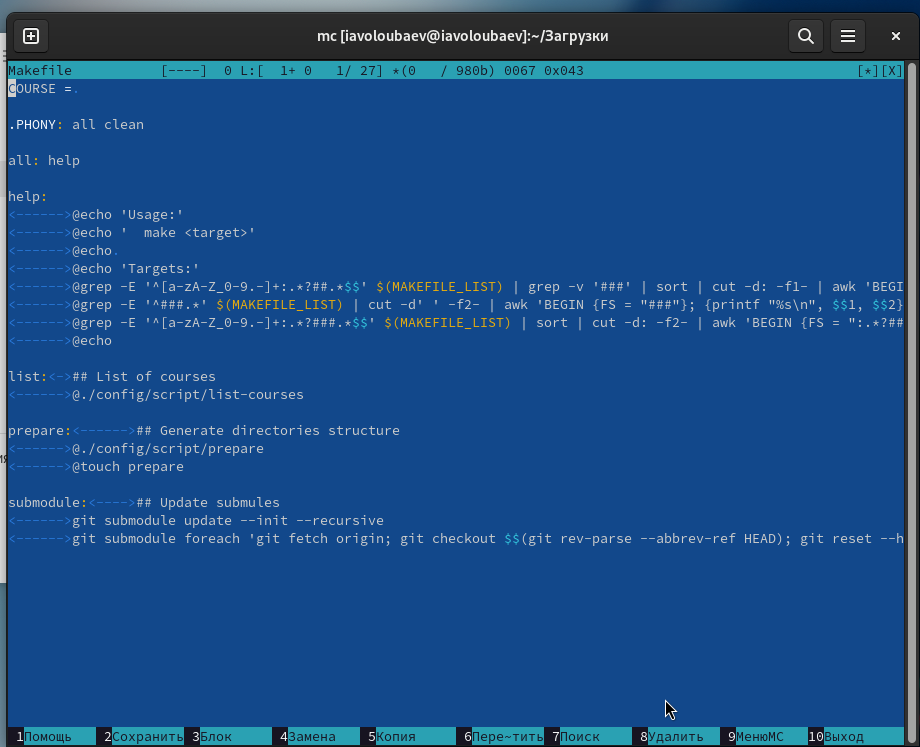 mc [iavoloubaev@iavoloubaev]:~/Загрузки
Makefile [----] 0 L:[ 1+ 0 1/ 27] *(0 / 980b) 0067 0x043 [*][X]
COURSE =.
.PHONY: all clean
all: help
help:
<------>@echo 'Usage:'
<------>@echo '  make <target>'
<------>@echo.
<------>@echo 'Targets:'
<------>@grep -E '^[a-zA-Z_0-9.-]+:.*?##.*$$' $(MAKEFILE_LIST) | grep -v '###' | sort | cut -d: -f1- | awk 'BEGI
<------>@grep -E '^###.*' $(MAKEFILE_LIST) | cut -d' ' -f2- | awk 'BEGIN {FS = "###"}; {printf "%s\n", $$1, $$2}
<------>@grep -E '^[a-zA-Z_0-9.-]+:.*?###.*$$' $(MAKEFILE_LIST) | sort | cut -d: -f2- | awk 'BEGIN {FS = ":.*?##
<------>@echo
list:<->## List of courses
<------>@./config/script/list-courses
prepare:<------>## Generate directories structure
<------>@./config/script/prepare
<------>@touch prepare
submodule:<---->## Update submules
<------>git submodule update --init --recursive
<------>git submodule foreach 'git fetch origin; git checkout $$(git rev-parse --abbrev-ref HEAD); git reset --h
1Помощь 2Сохранить 3Блок 4Замена 5Копия 6Пере~тить 7Поиск 8Удалить 9МенюMC 10Выход